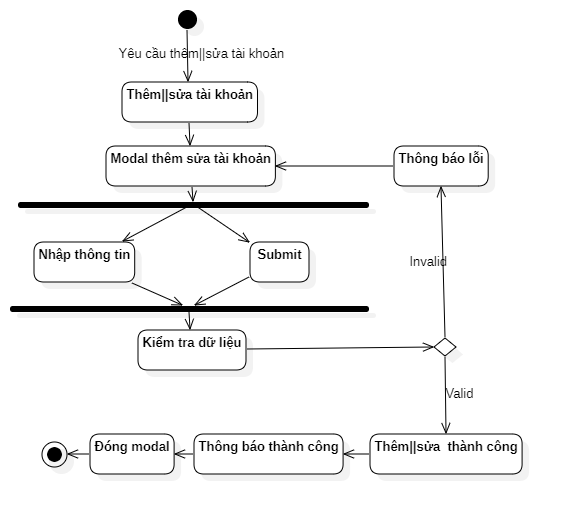 Yêu cầu thêm||sửa tài khoản
Thêm||sửa tài khoản
Modal thêm sửa tài khoản
Thông báo lỗi
Nhập thông tin
Submit
Invalid
Kiểm tra dữ liệu
Valid
Đóng modal
Thông báo thành công
Thêm||sửa  thành công